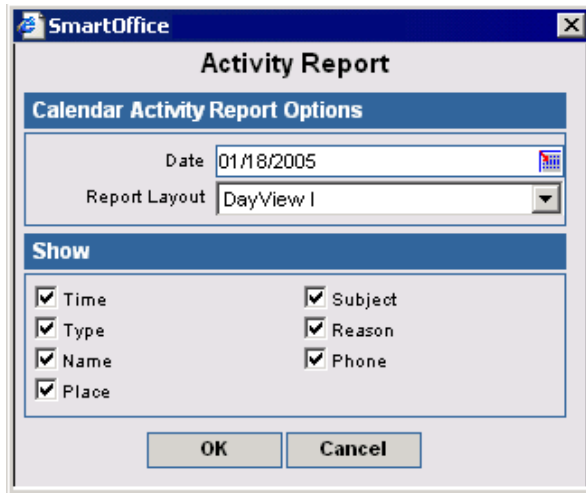 SmartOffice
Activity Report
Calendar Activity Report Options
Date 01/18/2005
Report Layout DayView I
Show
Time Subject
Type Reason
Name Phone
Place
OK Cancel